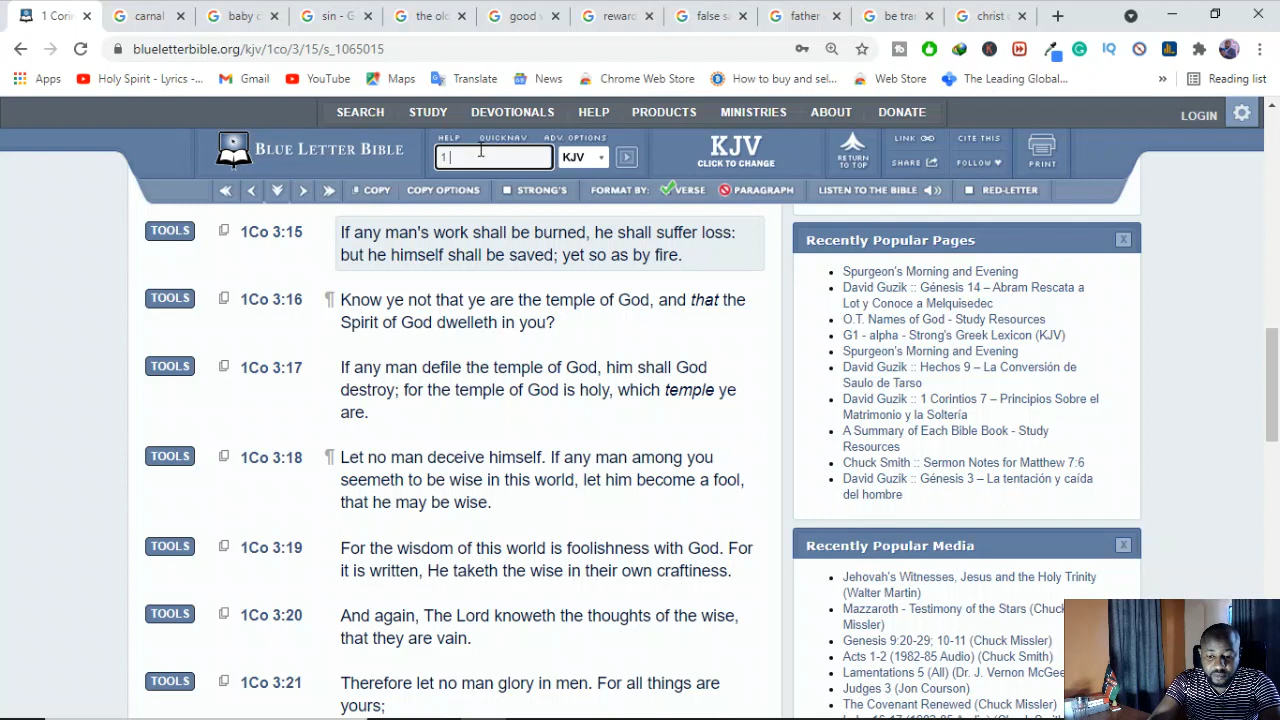 1 Corin
carnal
baby c
sin - G
the old
good w
reward
false sa
father
be tran
christ e
blueletterbible.org/kjv/1co/3/15/s_1065015
Apps
Holy Spirit - Lyrics -...
Gmail
YouTube
Maps
Translate
News
Chrome Web Store
How to buy and sel...
Web Store
The Leading Global...
»
Reading list
SEARCH STUDY DEVOTIONALS HELP PRODUCTS MINISTRIES ABOUT DONATE
LOGIN
HELP QUICKNAV ADV. OPTIONS
BLUE LETTER BIBLE
1
KJV
KJV
CLICK TO CHANGE
RETURN
TO TOP
LINK
CITE THIS
SHARE
FOLLOW
PRINT
COPY COPY OPTIONS STRONG'S FORMAT BY: VERSE PARAGRAPH LISTEN TO THE BIBLE RED-LETTER
TOOLS 1Co 3:15 If any man's work shall be burned, he shall suffer loss:
but he himself shall be saved; yet so as by fire.
TOOLS 1Co 3:16 ¶ Know ye not that ye are the temple of God, and that the
Spirit of God dwelleth in you?
TOOLS 1Co 3:17 If any man defile the temple of God, him shall God
destroy; for the temple of God is holy, which temple ye
are.
TOOLS 1Co 3:18 ¶ Let no man deceive himself. If any man among you
seemeth to be wise in this world, let him become a fool,
that he may be wise.
TOOLS 1Co 3:19 For the wisdom of this world is foolishness with God. For
it is written, He taketh the wise in their own craftiness.
TOOLS 1Co 3:20 And again, The Lord knoweth the thoughts of the wise,
that they are vain.
TOOLS 1Co 3:21 Therefore let no man glory in men. For all things are
yours;
Recently Popular Pages
Spurgeon's Morning and Evening
David Guzik :: Génesis 14 – Abram Rescata a
Lot y Conoce a Melquisedec
O.T. Names of God - Study Resources
G1 - alpha - Strong's Greek Lexicon (KJV)
Spurgeon's Morning and Evening
David Guzik :: Hechos 9 – La Conversión de
Saulo de Tarso
David Guzik :: 1 Corintios 7 – Principios Sobre el
Matrimonio y la Soltería
A Summary of Each Bible Book - Study
Resources
Chuck Smith :: Sermon Notes for Matthew 7:6
David Guzik :: Génesis 3 – La tentación y caída
del hombre
Recently Popular Media
Jehovah's Witnesses, Jesus and the Holy Trinity
(Walter Martin)
Mazzaroth - Testimony of the Stars (Chuck
Missler)
Genesis 9:20-29; 10-11 (Chuck Missler)
Acts 1-2 (1982-85 Audio) (Chuck Smith)
Lamentations 5 (All) (Dr. J. Vernon McGee
Judges 3 (Jon Courson)
The Covenant Renewed (Chuck Missler)